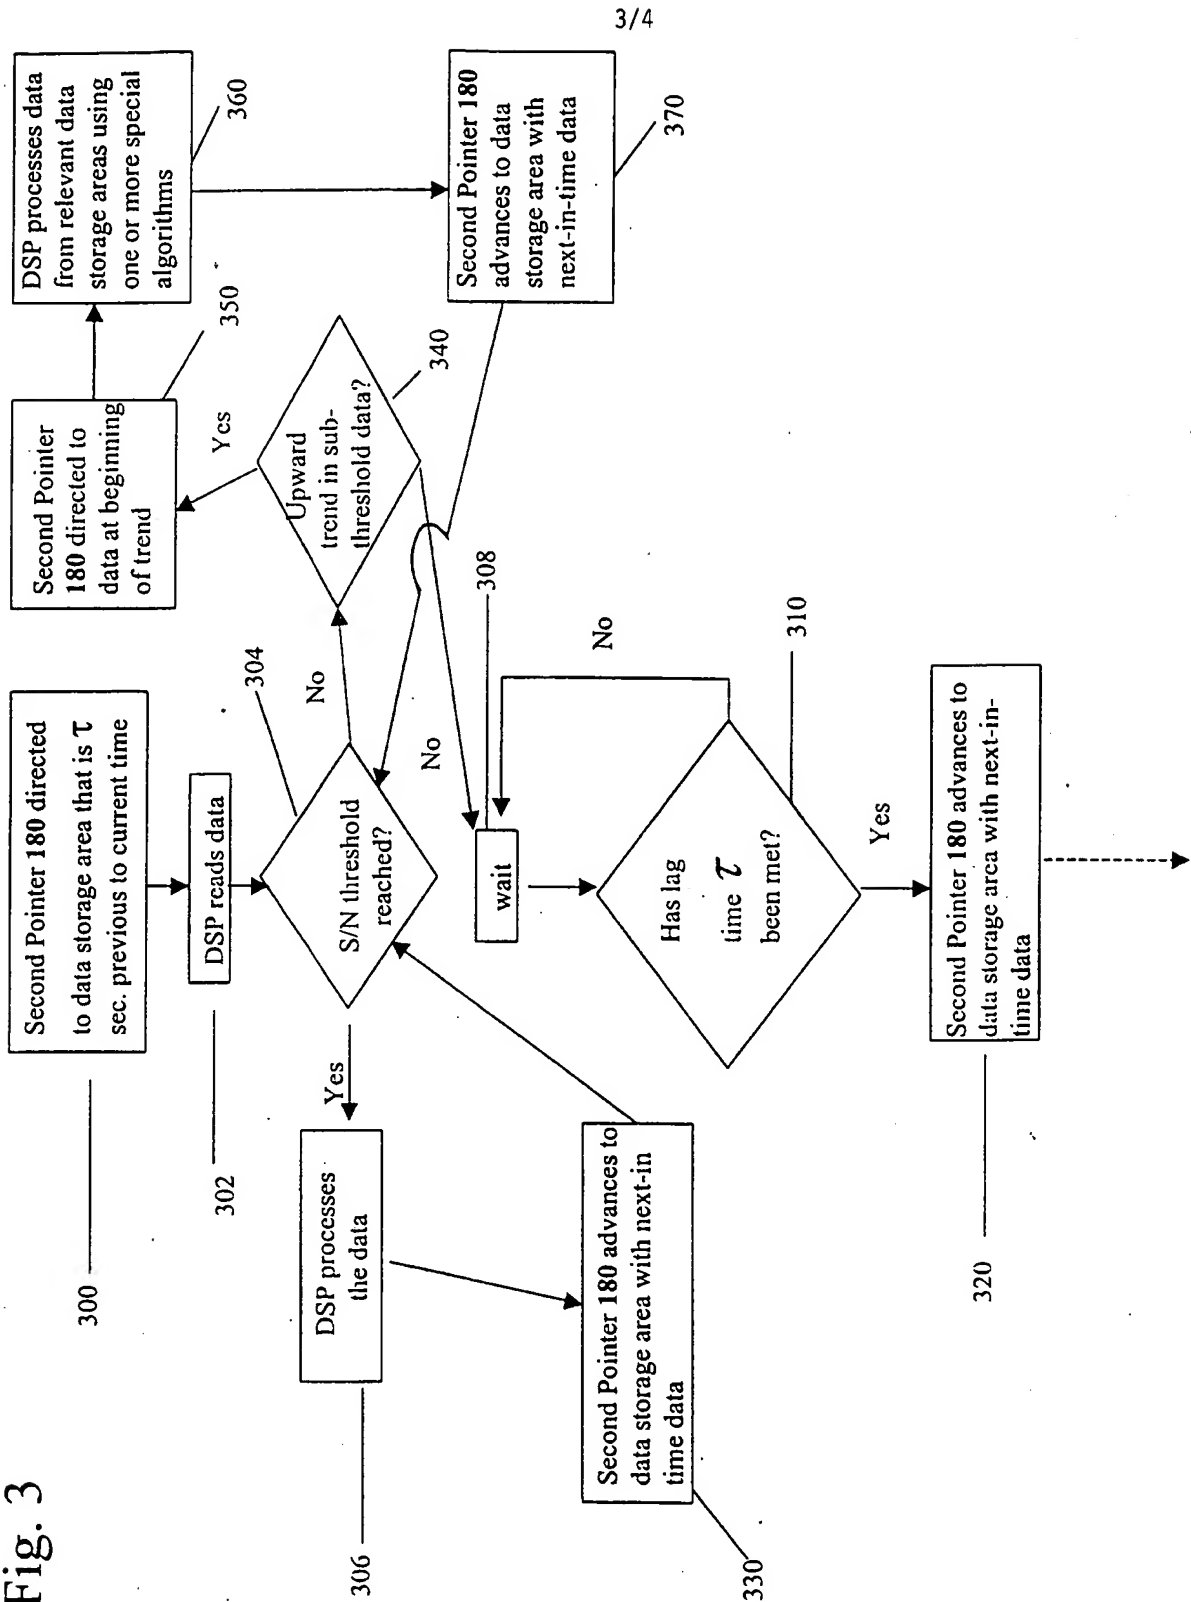 3/4
Fig. 3
Second Pointer 180 directed
to data storage area that is τ
sec. previous to current time
300
DSP reads data
302
S/N threshold
reached?
304
Yes
No
DSP processes
the data
306
Second Pointer 180 advances to
data storage area with next-in
time data
330
Upward
trend in sub-
threshold data?
340
Yes
No
Second Pointer
180 directed to
data at beginning
of trend
350
DSP processes data
from relevant data
storage areas using
one or more special
algorithms
360
Second Pointer 180
advances to data
storage area with
next-in-time data
370
wait
308
Has lag
time τ
been met?
310
No
Yes
Second Pointer 180 advances to
data storage area with next-in-
time data
320